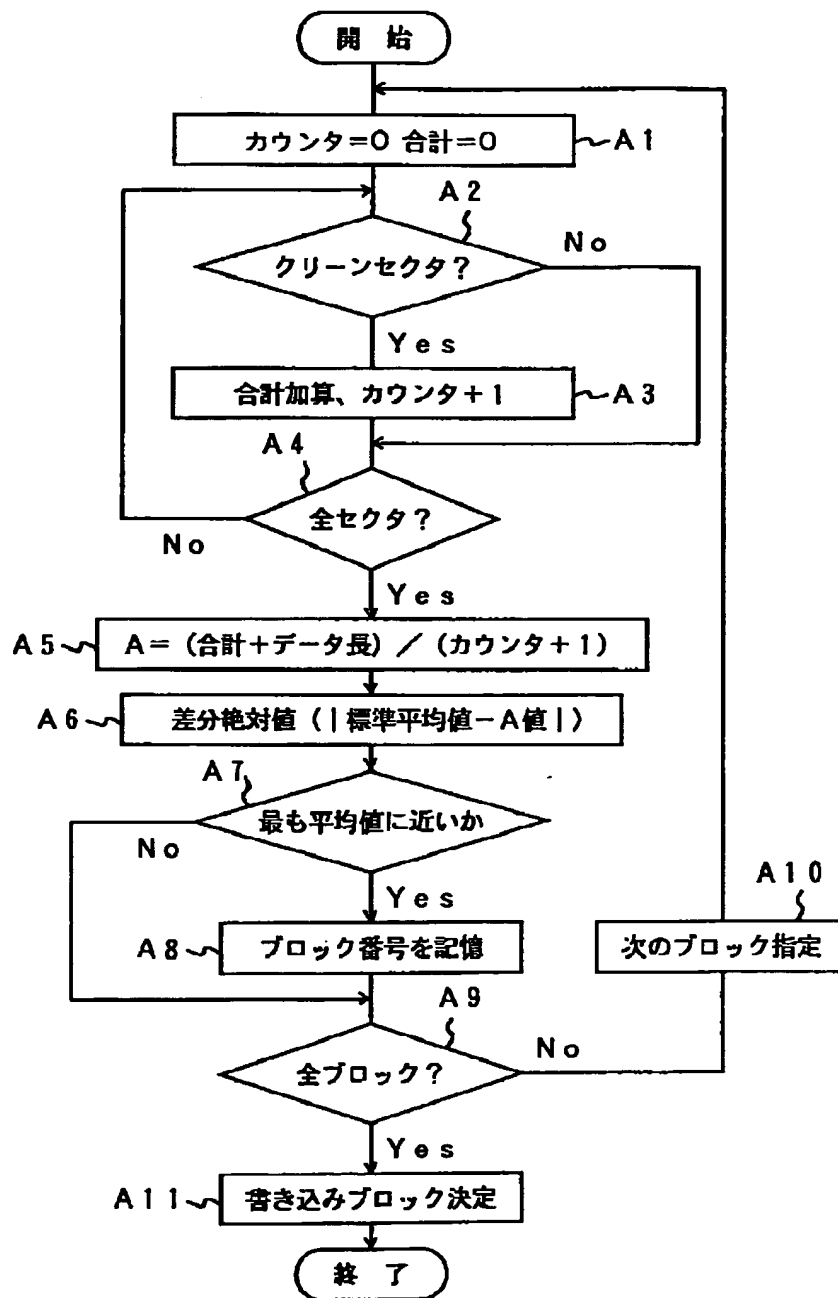 開 始
カウンタ=0 合計=0
A1
A2
クリーンセクタ?
No
Yes
合計加算、カウンタ+1
A3
A4
全セクタ?
No
Yes
A5
A=(合計+データ長)/(カウンタ+1)
A6
差分絶対値(|標準平均値-A値|)
A7
最も平均値に近いか
No
Yes
A10
A8
ブロック番号を記憶
次のブロック指定
A9
全ブロック?
No
Yes
A11
書き込みブロック決定
終 了